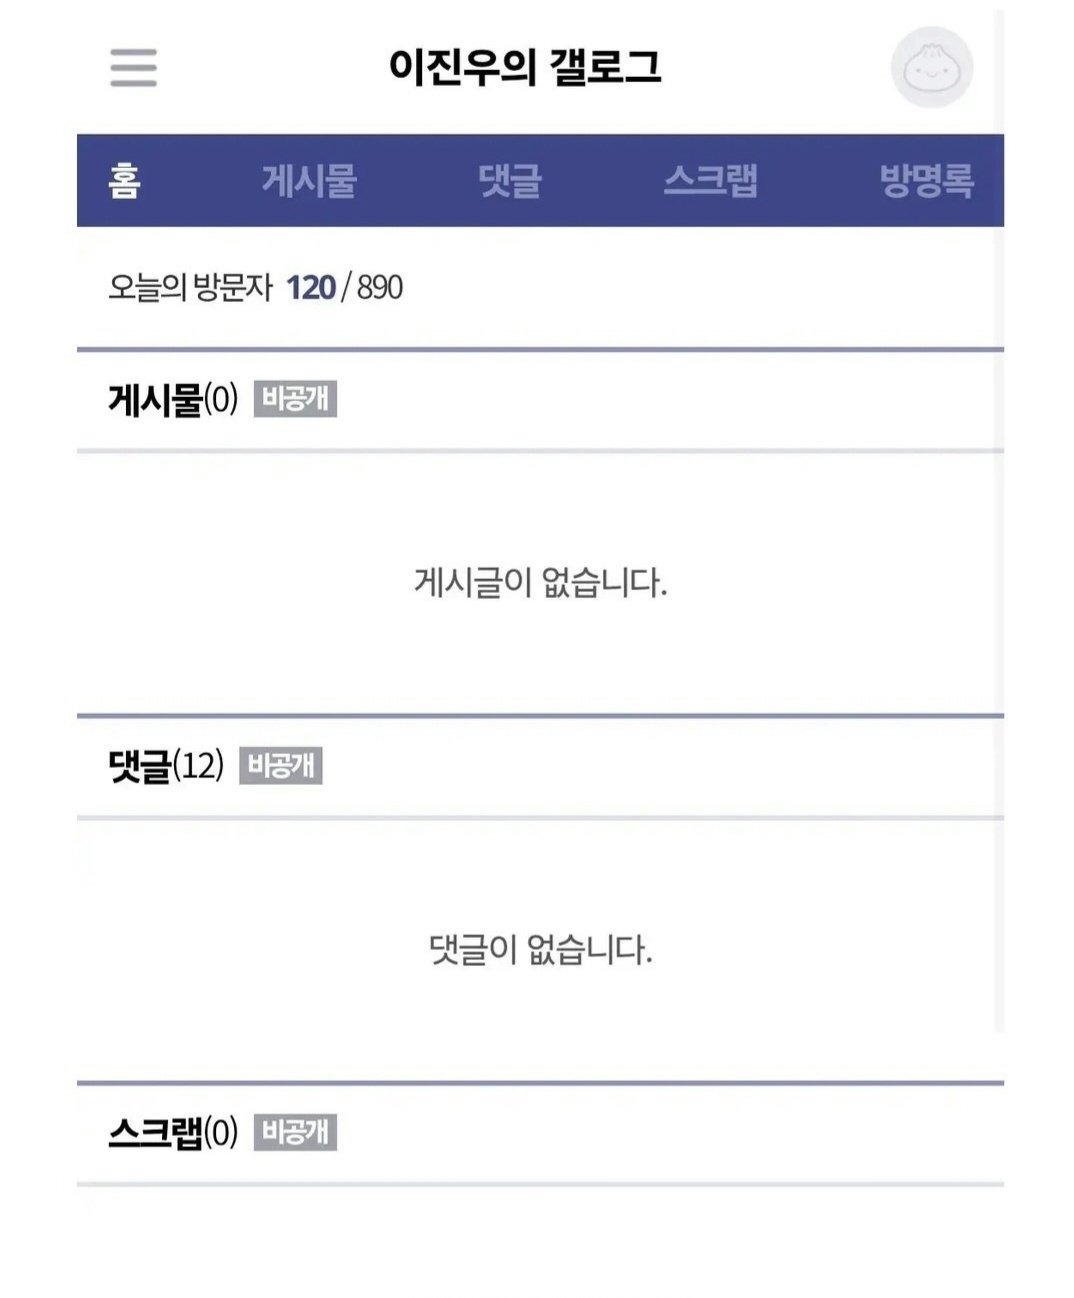 이진우의 갤로그
홈 게시물 댓글 스크랩 방명록
오늘의 방문자 120 / 890
게시물(0) 비공개
게시글이 없습니다.
댓글(12) 비공개
댓글이 없습니다.
스크랩(0) 비공개